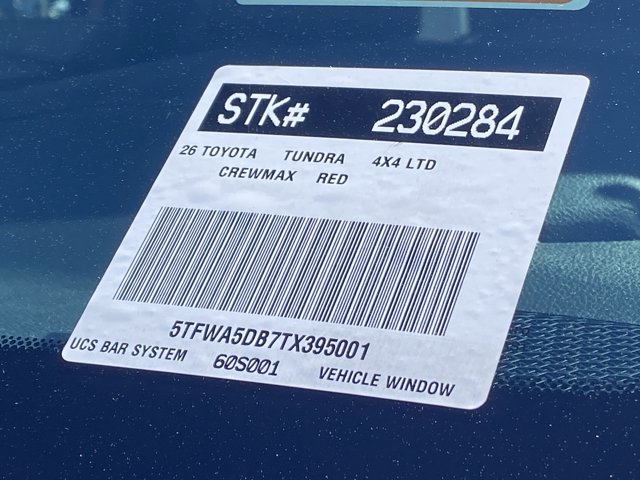 STK# 230284
26 TOYOTA TUNDRA 4X4 LTD
CREWMAX RED
5TFWA5DB7TX395001
UCS BAR SYSTEM 60S001 VEHICLE WINDOW